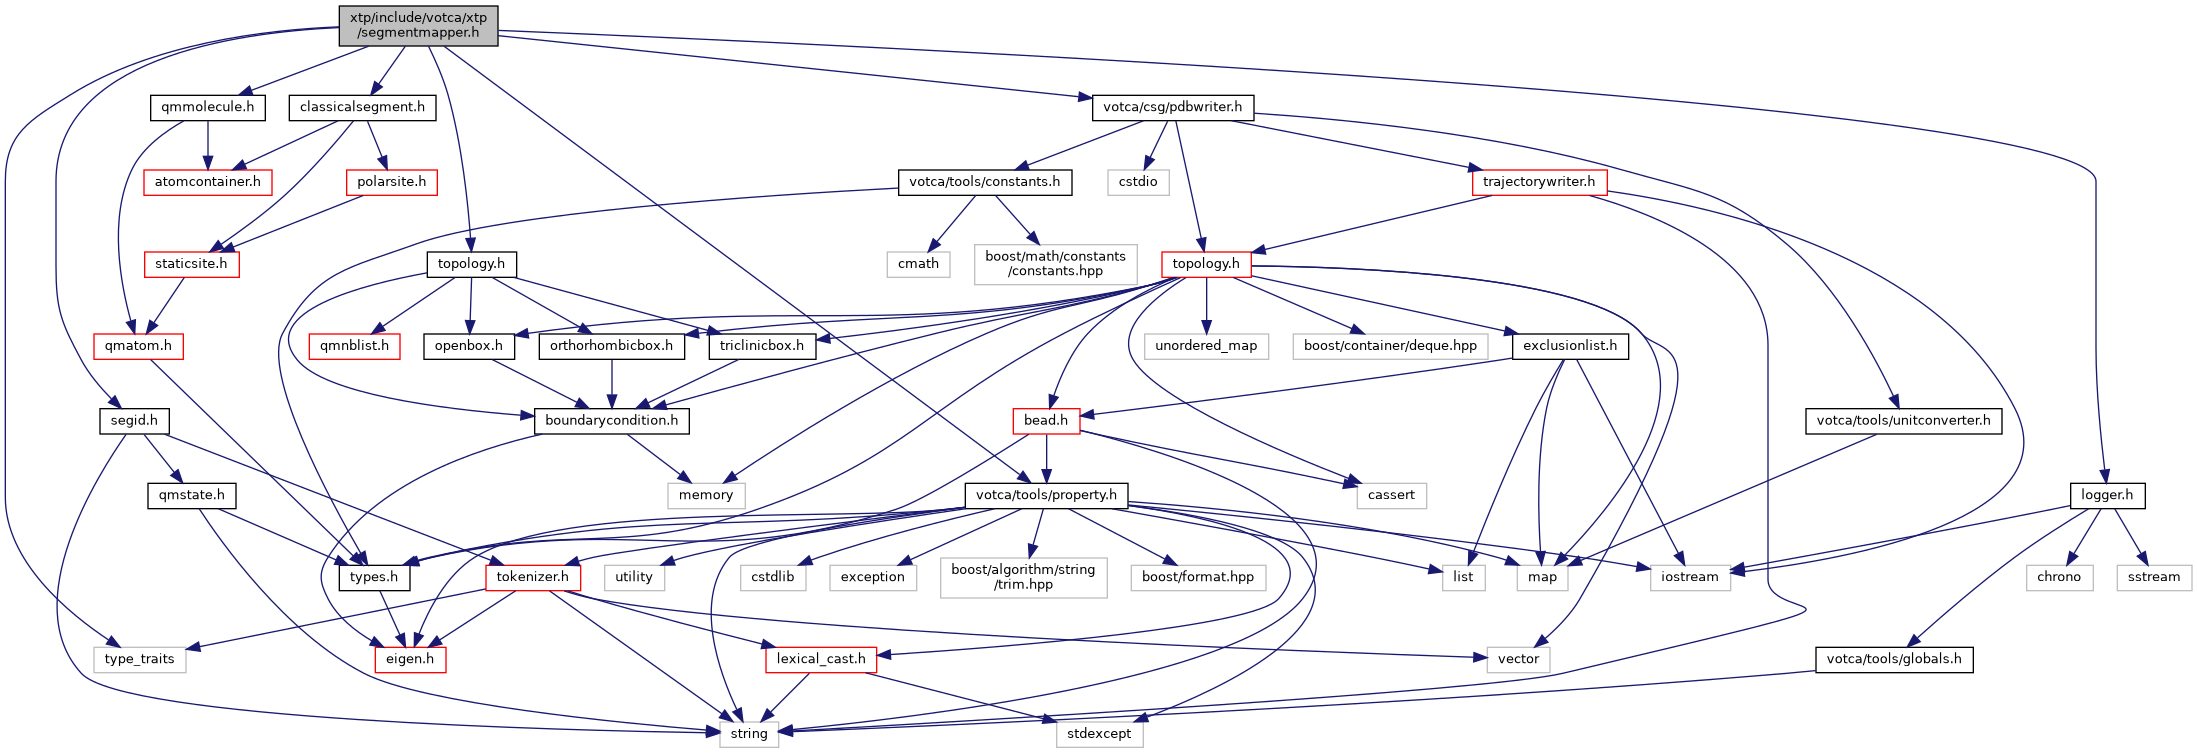 xtp/include/votca/xtp
/segmentmapper.h
qmmolecule.h
classicalsegment.h
votca/csg/pdbwriter.h
atomcontainer.h
polarsite.h
votca/tools/constants.h
cstdio
trajectorywriter.h
staticsite.h
topology.h
cmath
boost/math/constants
/constants.hpp
topology.h
qmatom.h
qmnblist.h
openbox.h
orthorhombicbox.h
triclinicbox.h
unordered_map
boost/container/deque.hpp
exclusionlist.h
segid.h
boundarycondition.h
bead.h
votca/tools/unitconverter.h
qmstate.h
memory
votca/tools/property.h
cassert
logger.h
types.h
tokenizer.h
utility
cstdlib
exception
boost/algorithm/string
/trim.hpp
boost/format.hpp
list
map
iostream
chrono
sstream
type_traits
eigen.h
lexical_cast.h
vector
votca/tools/globals.h
string
stdexcept